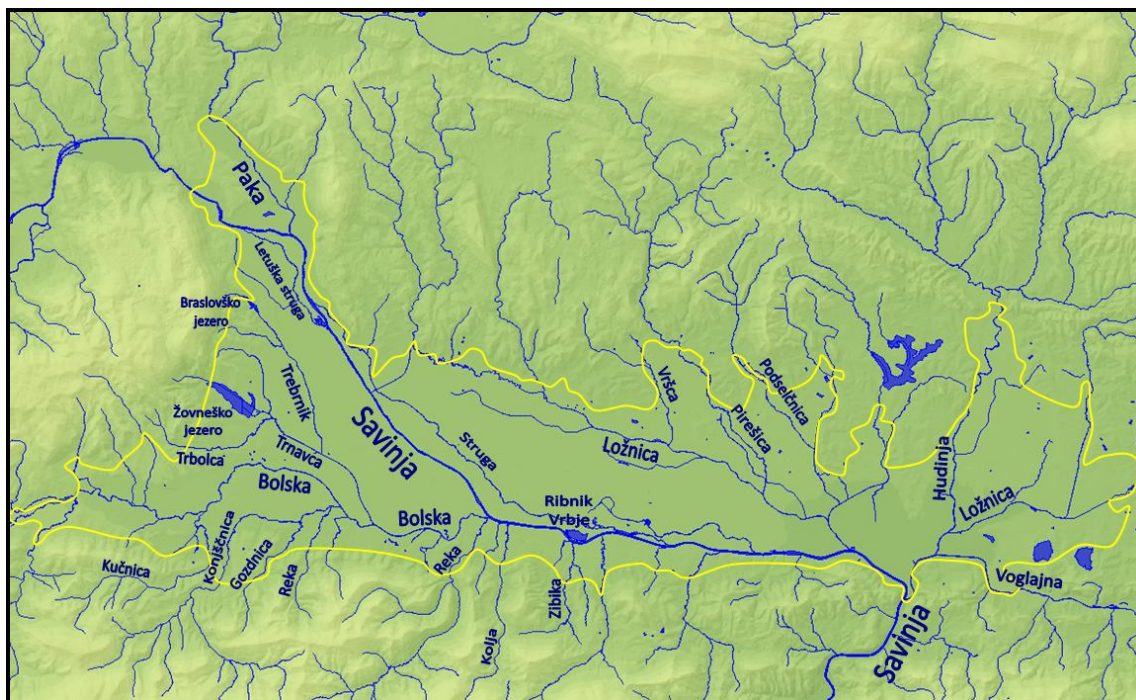 Paka
Letuška struga
Braslovško
jezero
Trebrnik
Žovneško
jezero
Trbolca
Trnavca
Savinja
Struga
Ložnica
Vršca
Pirešica
Podselčnica
Hudinja
Ložnica
Bolska
Bolska
Ribnik
Vrbje
Kučnica
Konjščnica
Gozdnica
Reka
Reka
Kolja
Zibika
Savinja
Voglajna